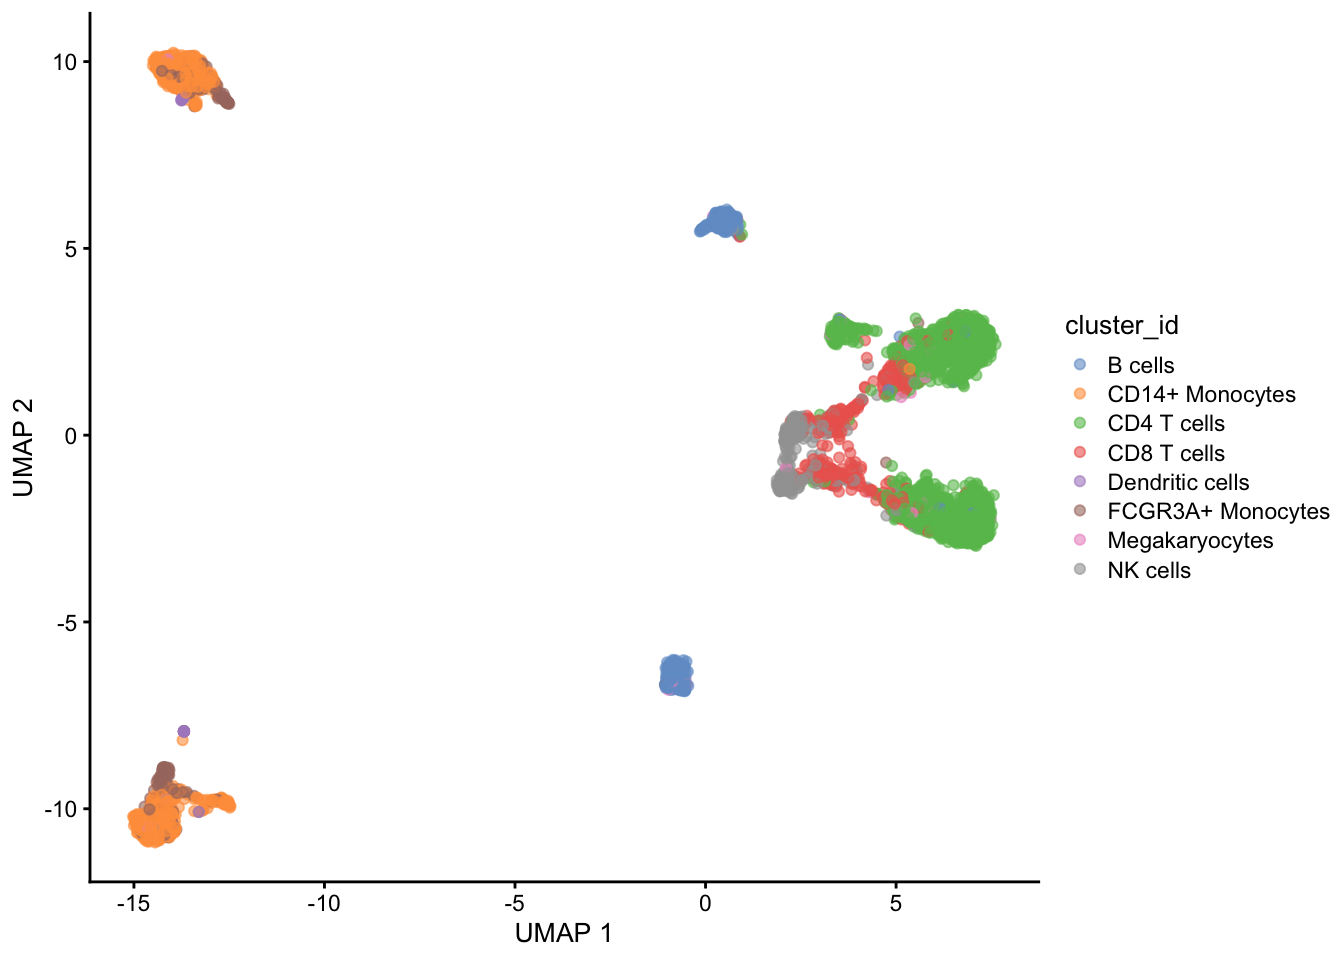 10
5
0
-5
-10
UMAP 2
-15
-10
-5
0
5
UMAP 1
cluster_id
B cells
CD14+ Monocytes
CD4 T cells
CD8 T cells
Dendritic cells
FCGR3A+ Monocytes
Megakaryocytes
NK cells